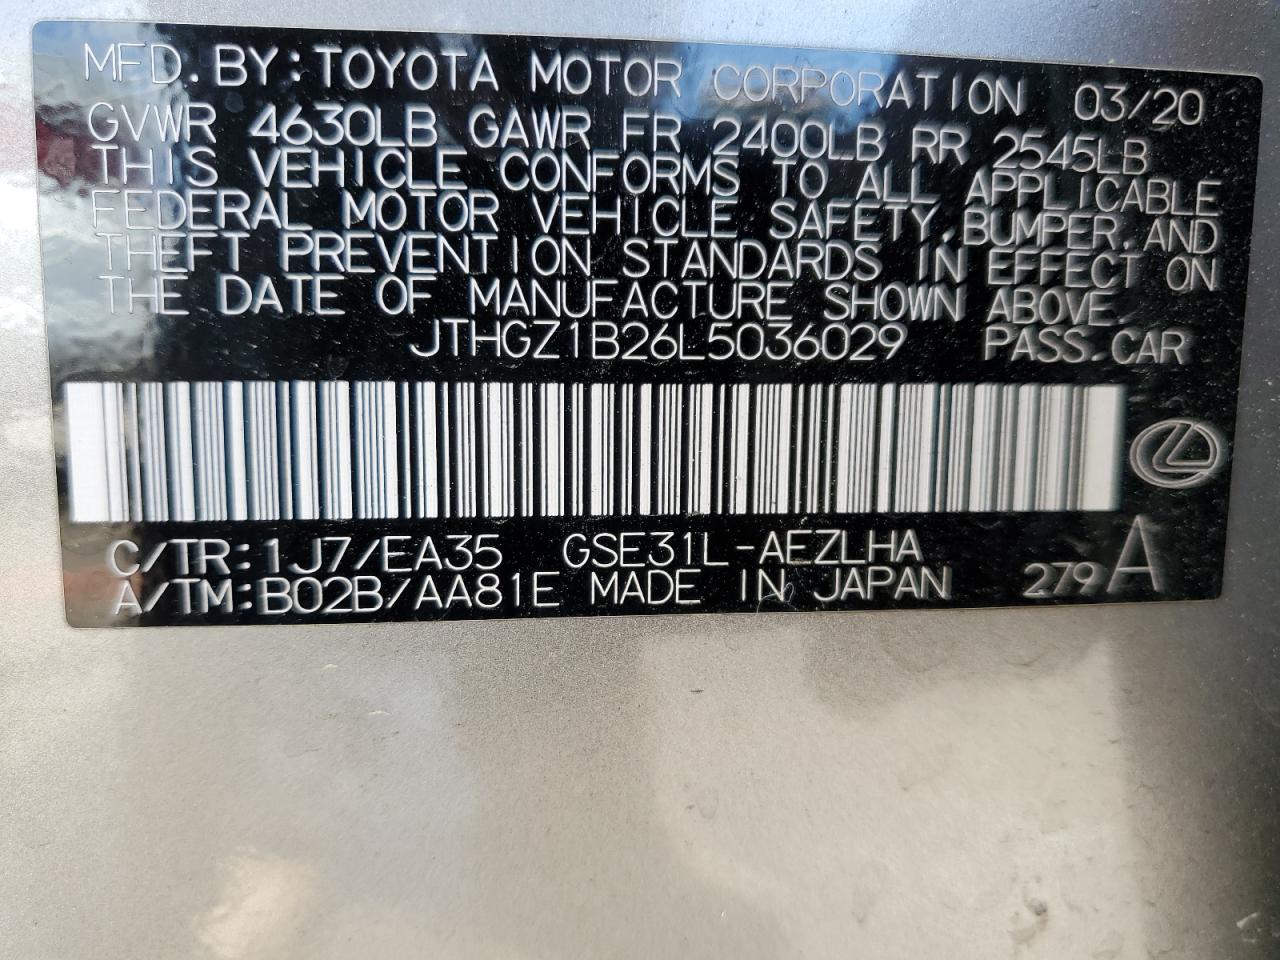 MFD. BY: TOYOTA MOTOR CORPORATION 03/20
GVWR 4630LB GAWR FR 2400LB RR 2545LB
THIS VEHICLE CONFORMS TO ALL APPLICABLE
FEDERAL MOTOR VEHICLE SAFETY, BUMPER, AND
THEFT PREVENTION STANDARDS IN EFFECT ON
THE DATE OF MANUFACTURE SHOWN ABOVE.
JTHGZ1B26L5036029 PASS. CAR
C/TR: 1J7/EA35 GSE31L-AEZLHA
A/TM: B02B/AA81E MADE IN JAPAN 279A